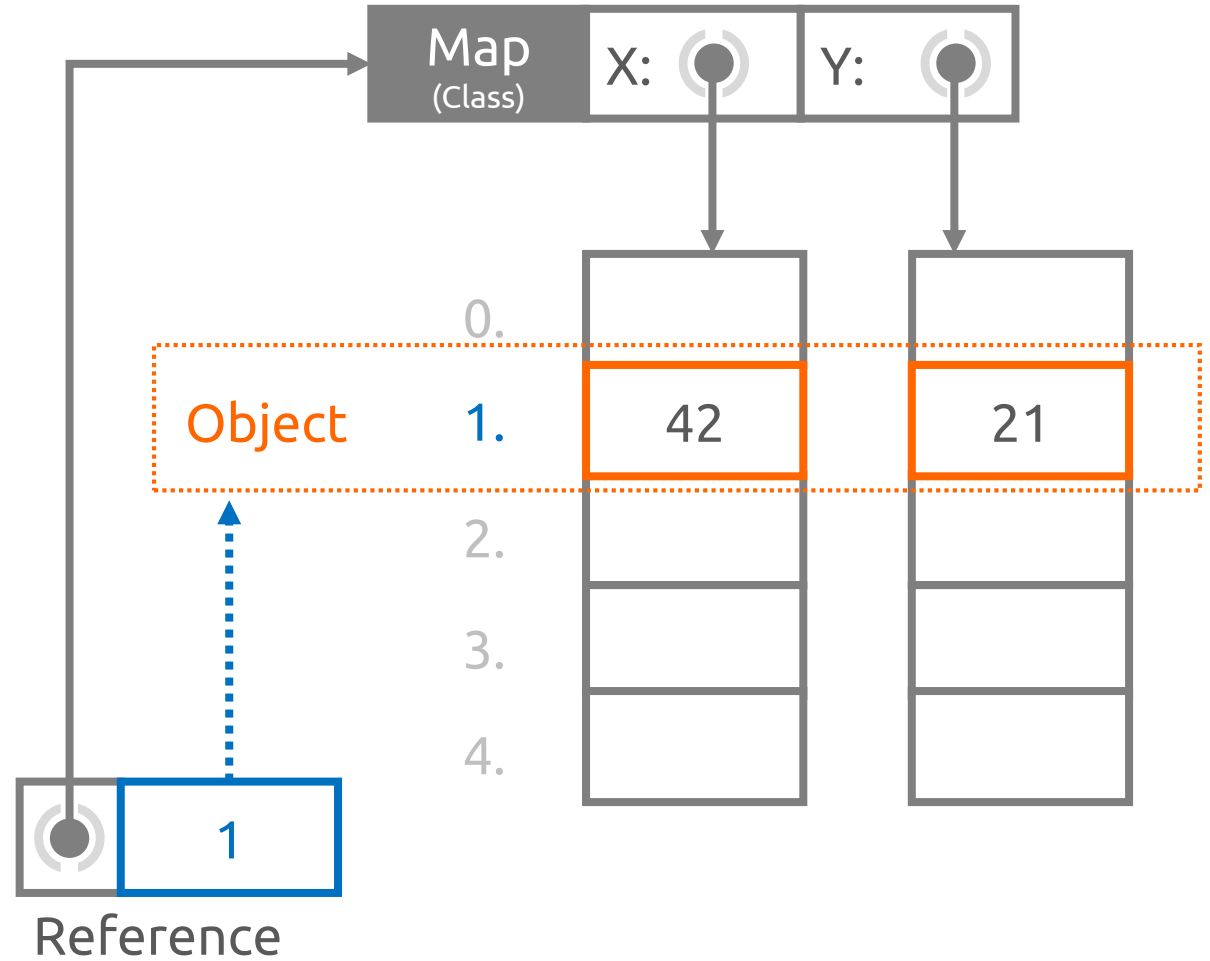 Map
(Class)
X:
Y:
0.
Object 1. 42 21
2.
3.
4.
1
Reference